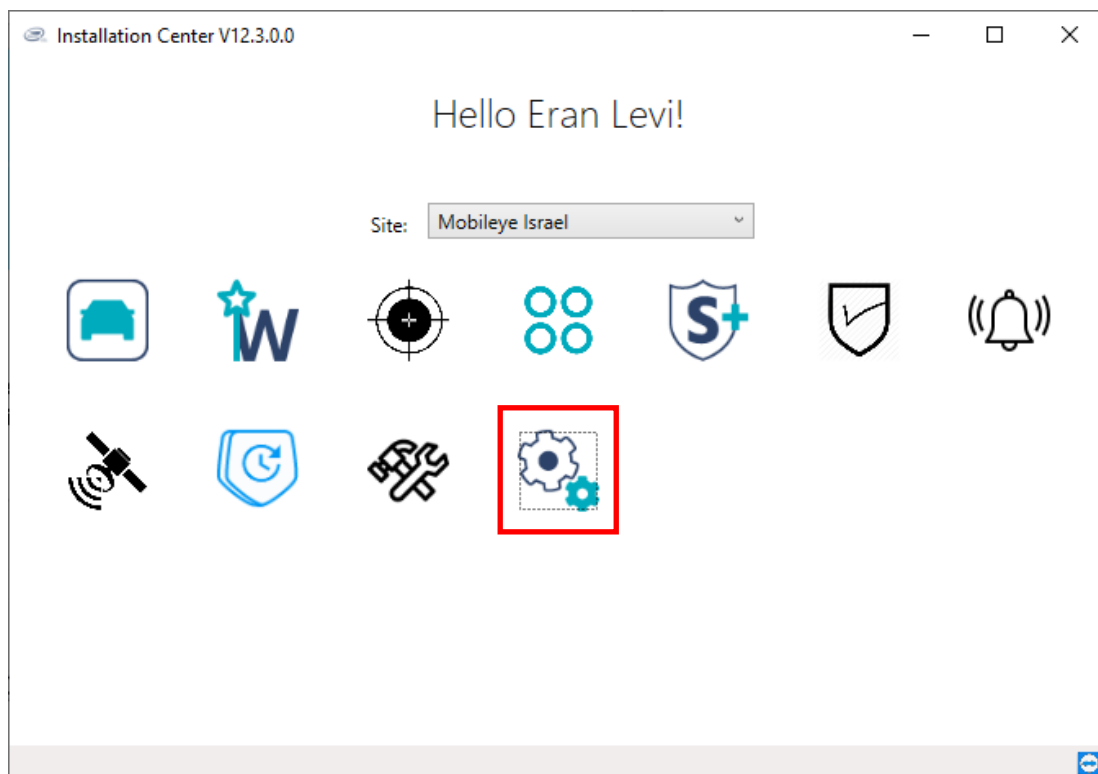 Installation Center V12.3.0.0
Hello Eran Levi!
Site: Mobileye Israel
W
S+